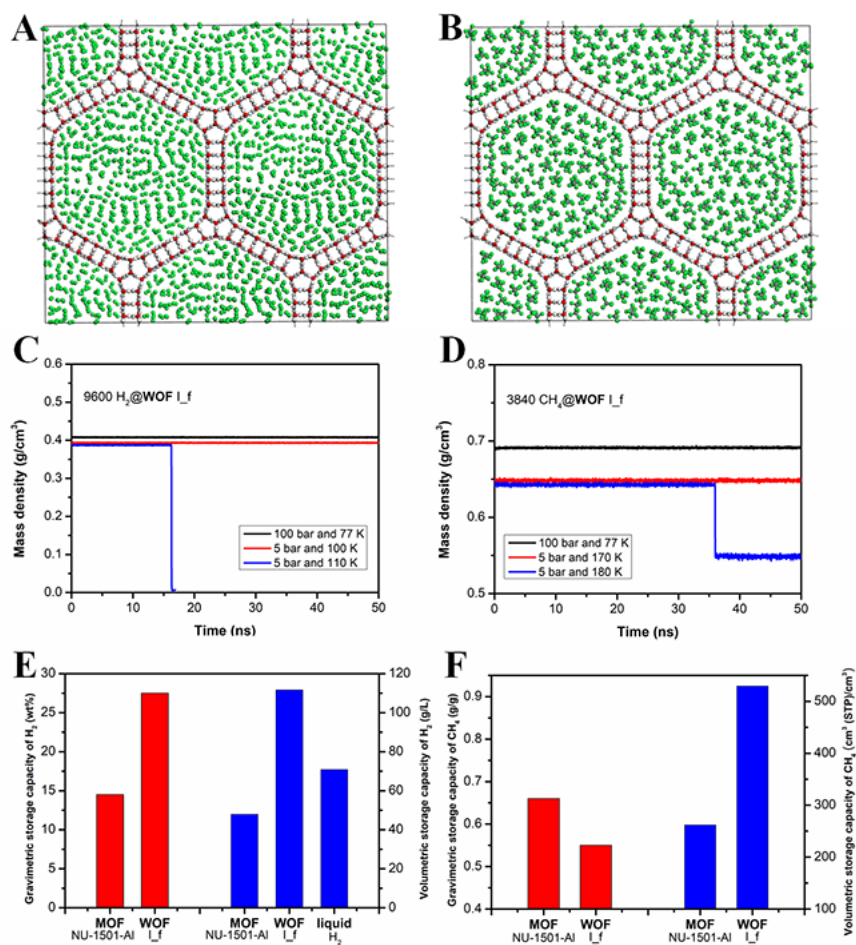 A
B
C
0.6
0.5
0.4
0.3
0.2
0.1
0.0
Mass density (g/cm³)
9600 H₂@WOF I_f
100 bar and 77 K
5 bar and 100 K
5 bar and 110 K
0
10
20
30
40
50
Time (ns)
D
0.8
0.7
0.6
0.5
Mass density (g/cm³)
3840 CH₄@WOF I_f
100 bar and 77 K
5 bar and 170 K
5 bar and 180 K
0
10
20
30
40
50
Time (ns)
E
30
25
20
15
10
5
0
Gravimetric storage capacity of H₂ (wt%)
120
100
80
60
40
20
0
Volumetric storage capacity of H₂ (g/L)
MOF WOF MOF WOF liquid
NU-1501-Al I_f NU-1501-Al I_f H₂
F
0.9
0.8
0.7
0.6
0.5
0.4
Gravimetric storage capacity of CH₄ (g/g)
500
400
300
200
100
Volumetric storage capacity of CH₄ (cm³ (STP)/cm³)
MOF WOF MOF WOF
NU-1501-Al I_f NU-1501-Al I_f